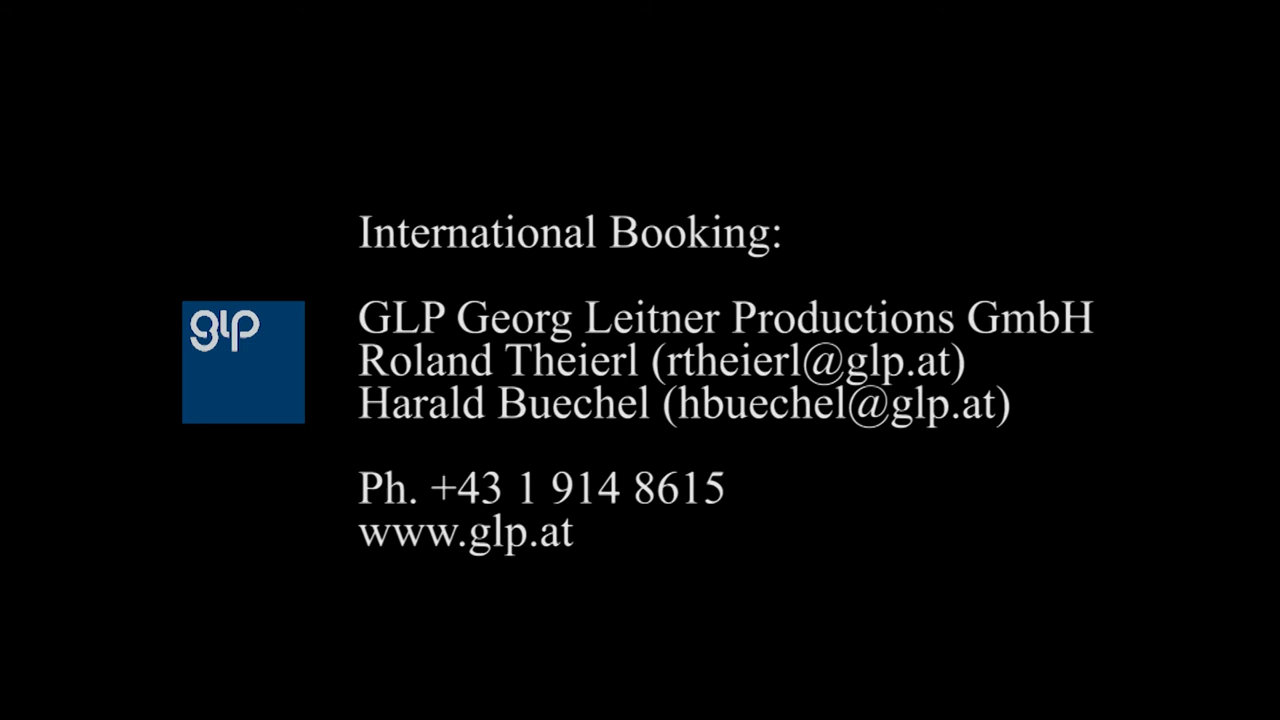 International Booking:
glp
GLP Georg Leitner Productions GmbH
Roland Theierl (rtheierl@glp.at)
Harald Buechel (hbuechel@glp.at)
Ph. +43 1 914 8615
www.glp.at